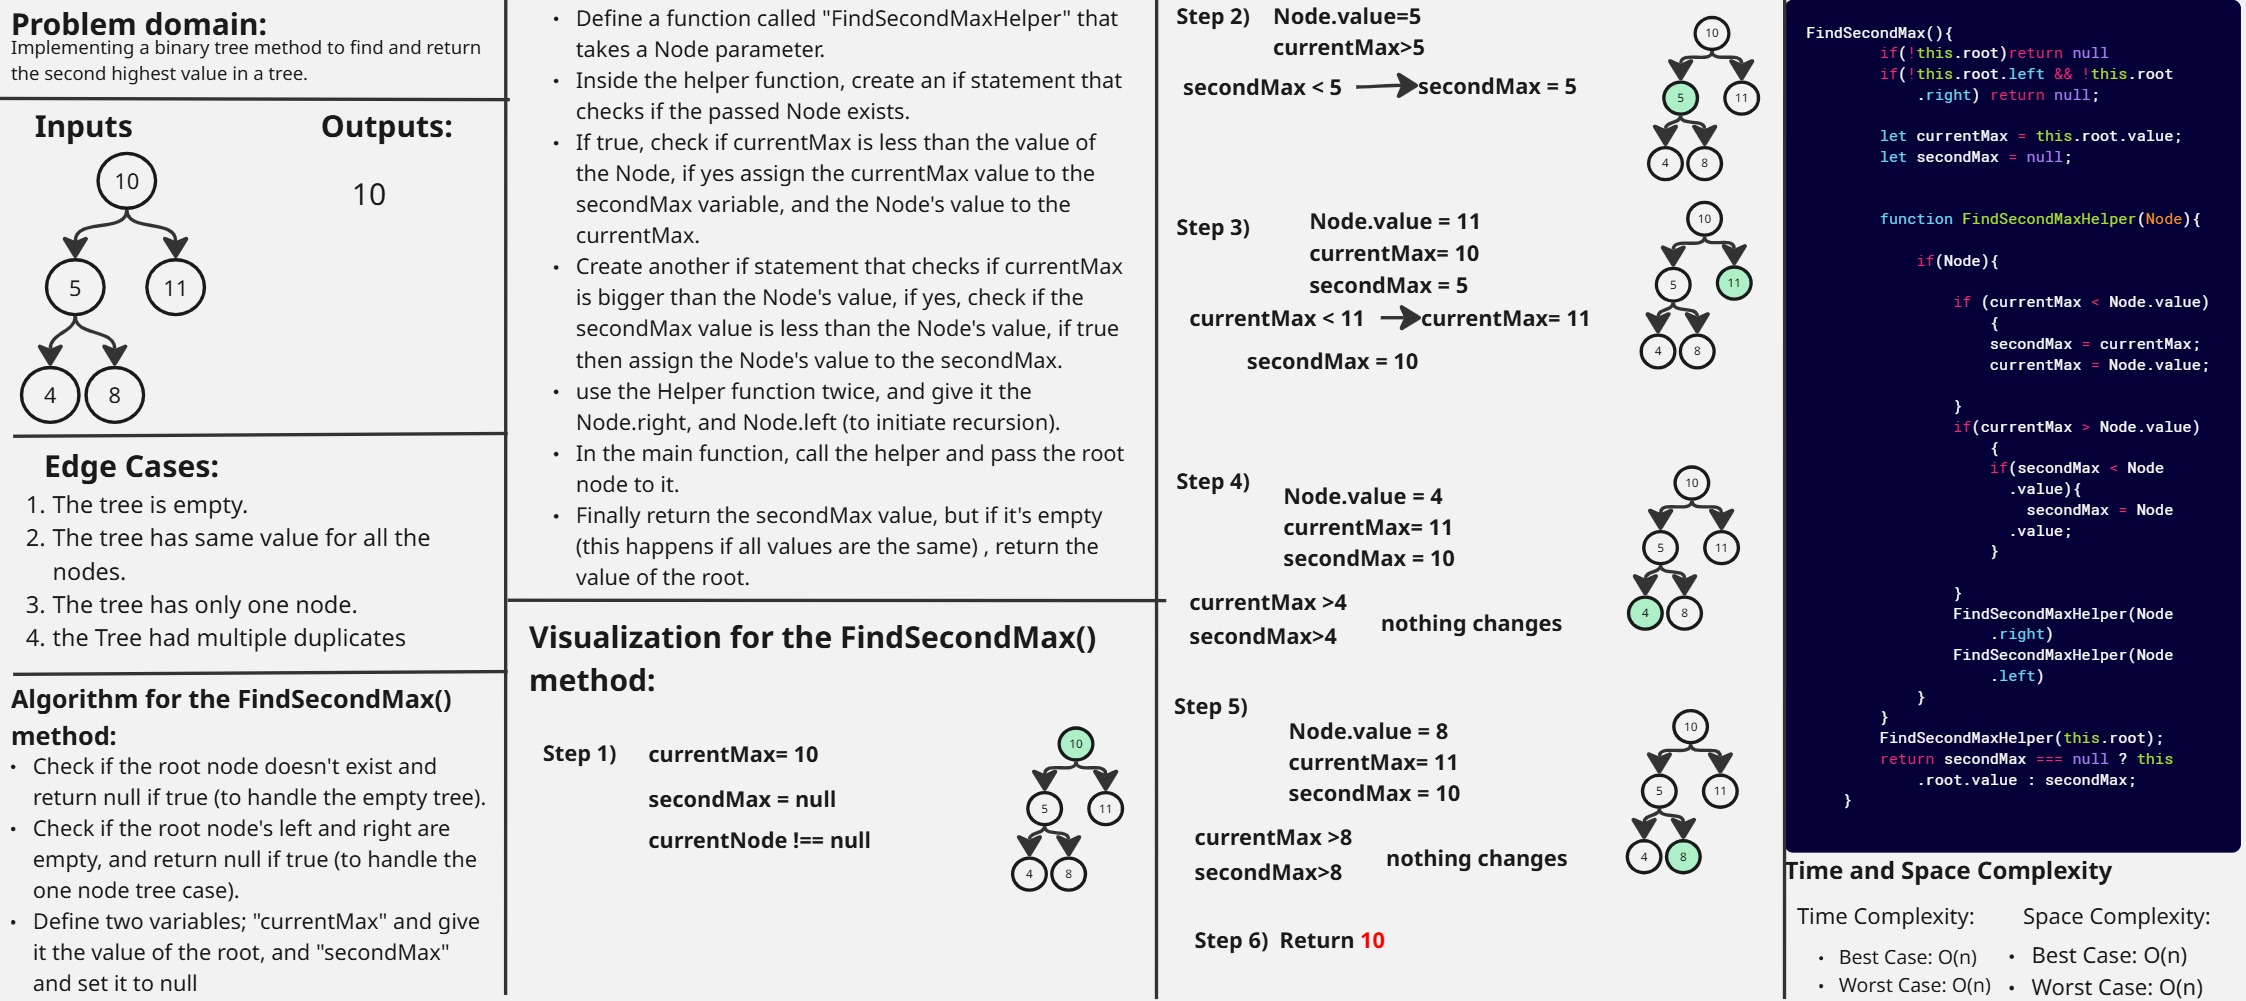 Problem domain:
Implementing a binary tree method to find and return
the second highest value in a tree.
Inputs
Outputs:
10
10
5
11
4
8
Edge Cases:
1. The tree is empty.
2. The tree has same value for all the
nodes.
3. The tree has only one node.
4. the Tree had multiple duplicates
Algorithm for the FindSecondMax()
method:
• Check if the root node doesn't exist and
return null if true (to handle the empty tree).
• Check if the root node's left and right are
empty, and return null if true (to handle the
one node tree case).
• Define two variables; "currentMax" and give
it the value of the root, and "secondMax"
and set it to null
• Define a function called "FindSecondMaxHelper" that
takes a Node parameter.
• Inside the helper function, create an if statement that
checks if the passed Node exists.
• If true, check if currentMax is less than the value of
the Node, if yes assign the currentMax value to the
secondMax variable, and the Node's value to the
currentMax.
• Create another if statement that checks if currentMax
is bigger than the Node's value, if yes, check if the
secondMax value is less than the Node's value, if true
then assign the Node's value to the secondMax.
• use the Helper function twice, and give it the
Node.right, and Node.left (to initiate recursion).
• In the main function, call the helper and pass the root
node to it.
• Finally return the secondMax value, but if it's empty
(this happens if all values are the same) , return the
value of the root.
Visualization for the FindSecondMax()
method:
Step 1)
currentMax= 10
secondMax = null
currentNode !== null
10
5
11
4
8
Step 2)
Node.value=5
currentMax>5
secondMax < 5
secondMax = 5
10
5
11
4
8
Step 3)
Node.value = 11
currentMax= 10
secondMax = 5
currentMax < 11
currentMax= 11
secondMax = 10
10
5
11
4
8
Step 4)
Node.value = 4
currentMax= 11
secondMax = 10
currentMax >4
secondMax>4
nothing changes
10
5
11
4
8
Step 5)
Node.value = 8
currentMax= 11
secondMax = 10
currentMax >8
secondMax>8
nothing changes
10
5
11
4
8
Step 6) Return 10
FindSecondMax(){
if(!this.root)return null
if(!this.root.left && !this.root
.right) return null;
let currentMax = this.root.value;
let secondMax = null;
function FindSecondMaxHelper(Node){
if(Node){
if (currentMax < Node.value)
{
secondMax = currentMax;
currentMax = Node.value;
}
if(currentMax > Node.value)
{
if(secondMax < Node
.value){
secondMax = Node
.value;
}
}
FindSecondMaxHelper(Node
.right)
FindSecondMaxHelper(Node
.left)
}
}
FindSecondMaxHelper(this.root);
return secondMax === null ? this
.root.value : secondMax;
}
Time and Space Complexity
Time Complexity:
• Best Case: O(n)
• Worst Case: O(n)
Space Complexity:
• Best Case: O(n)
• Worst Case: O(n)